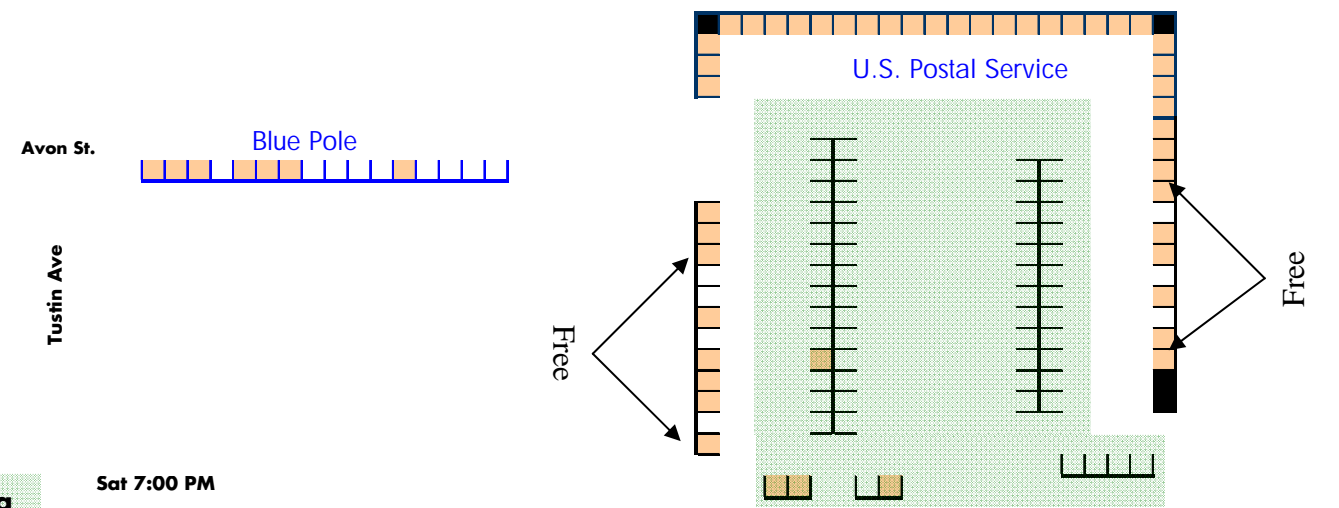 U.S. Postal Service
Blue Pole
Avon St.
Tustin Ave
Free
Free
Sat 7:00 PM